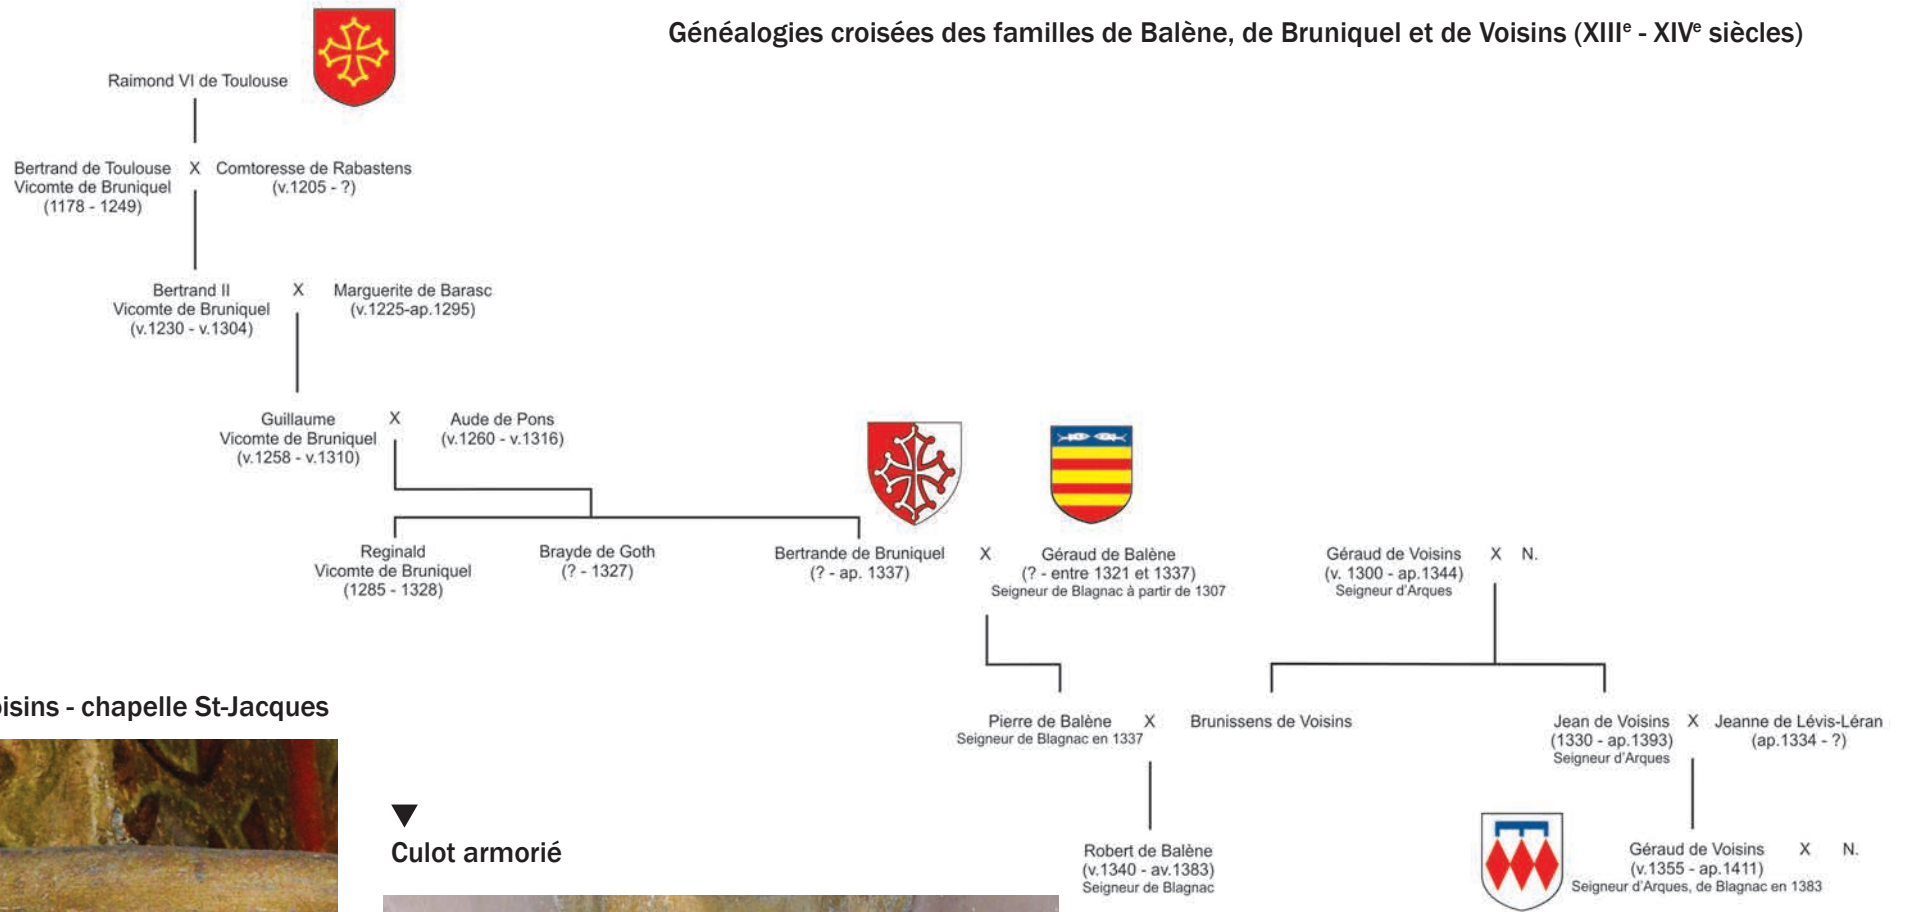 Généalogies croisées des familles de Balène, de Bruniquel et de Voisins (XIIIe - XIVe siècles)
Raimond VI de Toulouse
Bertrand de Toulouse X Comtoresse de Rabastens
Vicomte de Bruniquel (v.1205 - ?)
(1178 - 1249)
Bertrand II X Marguerite de Barasc
Vicomte de Bruniquel (v.1225-ap.1295)
(v.1230 - v.1304)
Guillaume X Aude de Pons
Vicomte de Bruniquel (v.1260 - v.1316)
(v.1258 - v.1310)
Reginald
Vicomte de Bruniquel
(1285 - 1328)
Brayde de Goth
(? - 1327)
Bertrande de Bruniquel
(? - ap. 1337)
X
Géraud de Balène
(? - entre 1321 et 1337)
Seigneur de Blagnac à partir de 1307
Géraud de Voisins X N.
(v. 1300 - ap.1344)
Seigneur d'Arques
Pierre de Balène X Brunissens de Voisins
Seigneur de Blagnac en 1337
Jean de Voisins X Jeanne de Lévis-Léran
(1330 - ap.1393) (ap.1334 - ?)
Seigneur d'Arques
Robert de Balène
(v.1340 - av.1383)
Seigneur de Blagnac
Géraud de Voisins X N.
(v.1355 - ap.1411)
Seigneur d'Arques, de Blagnac en 1383
oisins - chapelle St-Jacques
Culot armorié